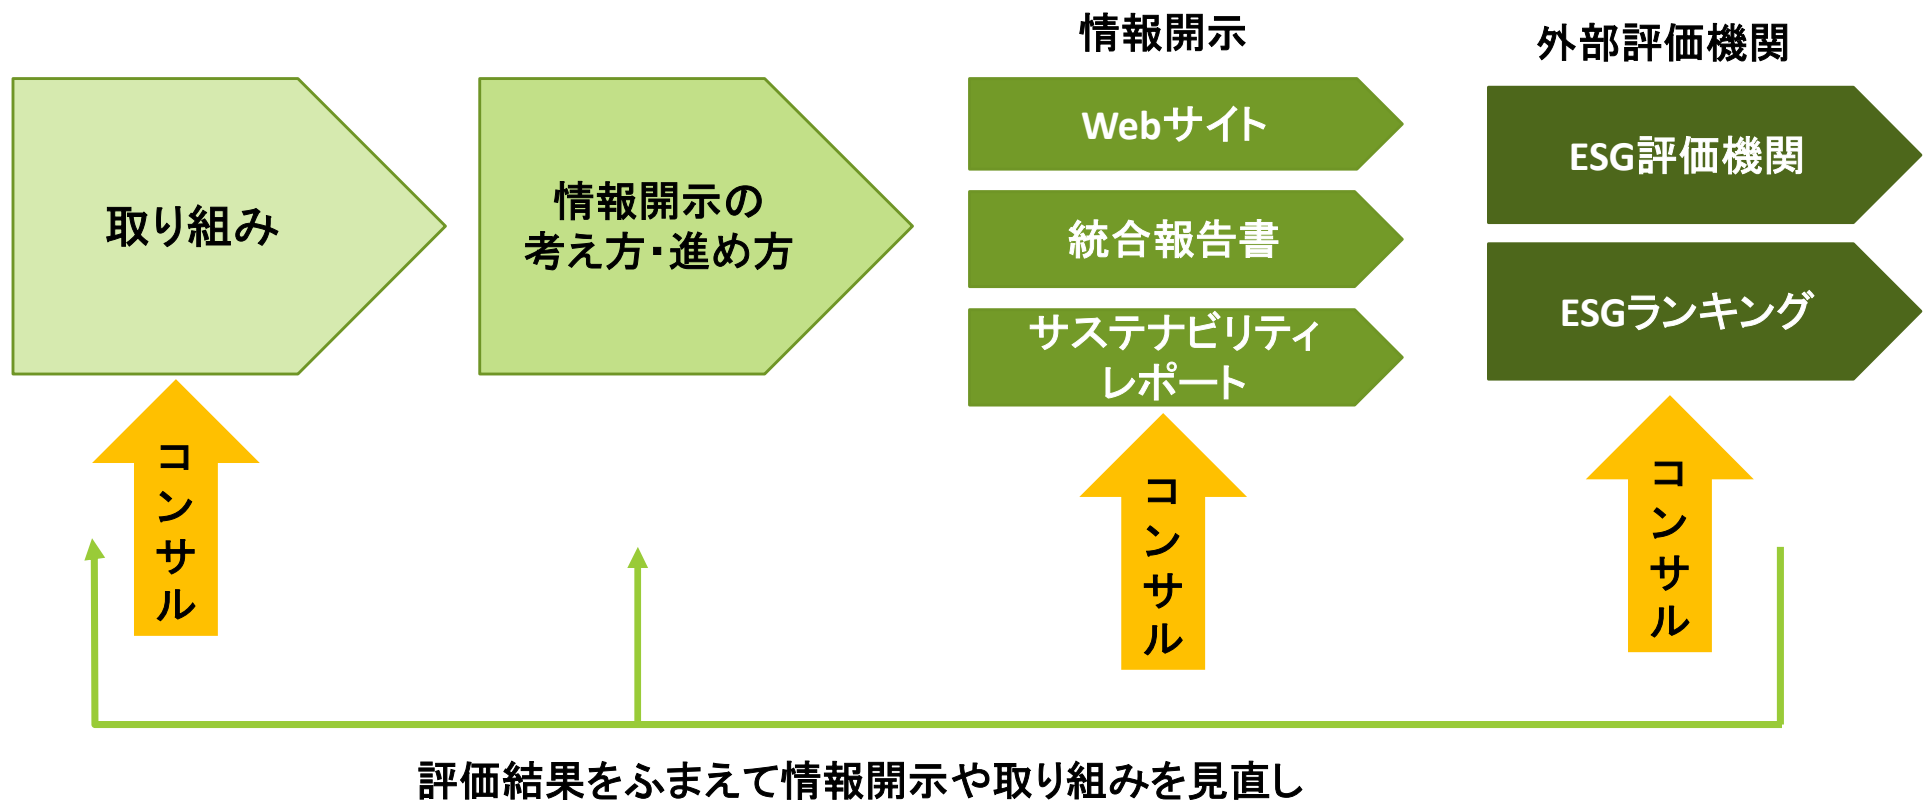 情報開示
外部評価機関
取り組み
情報開示の
考え方・進め方
Webサイト
統合報告書
サステナビリティ
レポート
ESG評価機関
ESGランキング
コンサル
コンサル
コンサル
評価結果をふまえて情報開示や取り組みを見直し